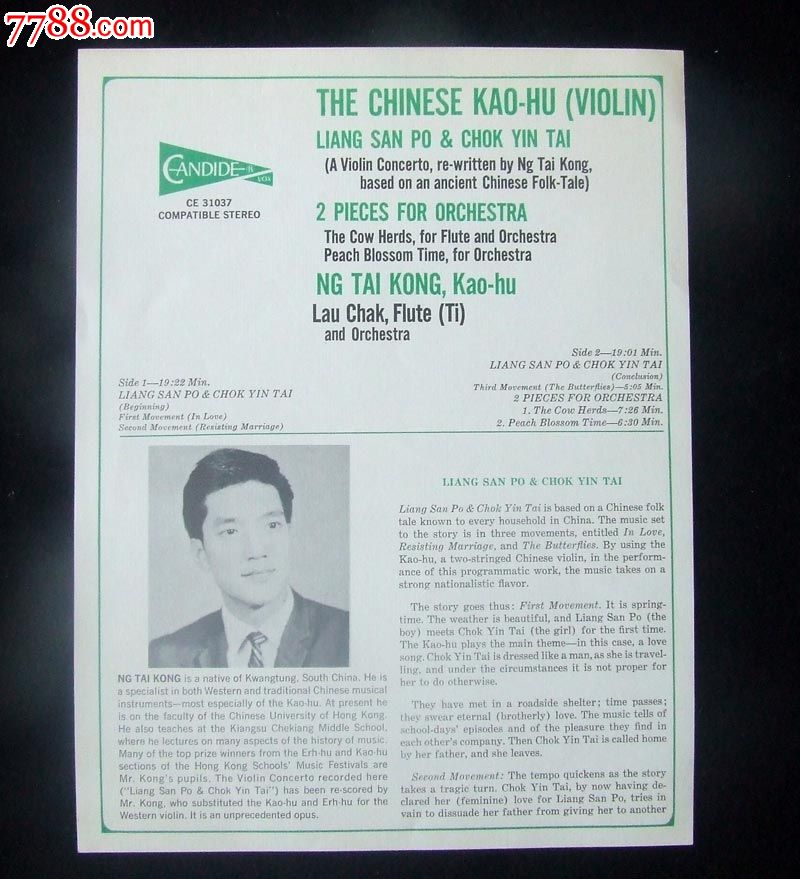 7788.com
THE CHINESE KAO-HU (VIOLIN)
LIANG SAN PO & CHOK YIN TAI
(A Violin Concerto, re-written by Ng Tai Kong,
based on an ancient Chinese Folk-Tale)
CANDIDE
VOX
CE 31037
COMPATIBLE STEREO
2 PIECES FOR ORCHESTRA
The Cow Herds, for Flute and Orchestra
Peach Blossom Time, for Orchestra
NG TAI KONG, Kao-hu
Lau Chak, Flute (Ti)
and Orchestra
Side 1—19:22 Min.
LIANG SAN PO & CHOK YIN TAI
(Beginning)
First Movement (In Love)
Second Movement (Resisting Marriage)
Side 2—19:01 Min.
LIANG SAN PO & CHOK YIN TAI
(Conclusion)
Third Movement (The Butterflies)—5:05 Min.
2 PIECES FOR ORCHESTRA
1. The Cow Herds—7:26 Min.
2. Peach Blossom Time—6:30 Min.
NG TAI KONG is a native of Kwangtung, South China. He is
a specialist in both Western and traditional Chinese musical
instruments—most especially of the Kao-hu. At present he
is on the faculty of the Chinese University of Hong Kong.
He also teaches at the Kiangsu Chekiang Middle School,
where he lectures on many aspects of the history of music.
Many of the top prize winners from the Erh-hu and Kao-hu
sections of the Hong Kong Schools' Music Festivals are
Mr. Kong's pupils. The Violin Concerto recorded here
("Liang San Po & Chok Yin Tai") has been re-scored by
Mr. Kong, who substituted the Kao-hu and Erh-hu for the
Western violin. It is an unprecedented opus.
LIANG SAN PO & CHOK YIN TAI
Liang San Po & Chok Yin Tai is based on a Chinese folk
tale known to every household in China. The music set
to the story is in three movements, entitled In Love,
Resisting Marriage, and The Butterflies. By using the
Kao-hu, a two-stringed Chinese violin, in the perform-
ance of this programmatic work, the music takes on a
strong nationalistic flavor.
The story goes thus: First Movement. It is spring-
time. The weather is beautiful, and Liang San Po (the
boy) meets Chok Yin Tai (the girl) for the first time.
The Kao-hu plays the main theme—in this case, a love
song. Chok Yin Tai is dressed like a man, as she is travel-
ling, and under the circumstances it is not proper for
her to do otherwise.
They have met in a roadside shelter; time passes;
they swear eternal (brotherly) love. The music tells of
school-days' episodes and of the pleasure they find in
each other's company. Then Chok Yin Tai is called home
by her father, and she leaves.
Second Movement: The tempo quickens as the story
takes a tragic turn. Chok Yin Tai, by now having de-
clared her (feminine) love for Liang San Po, tries in
vain to dissuade her father from giving her to another